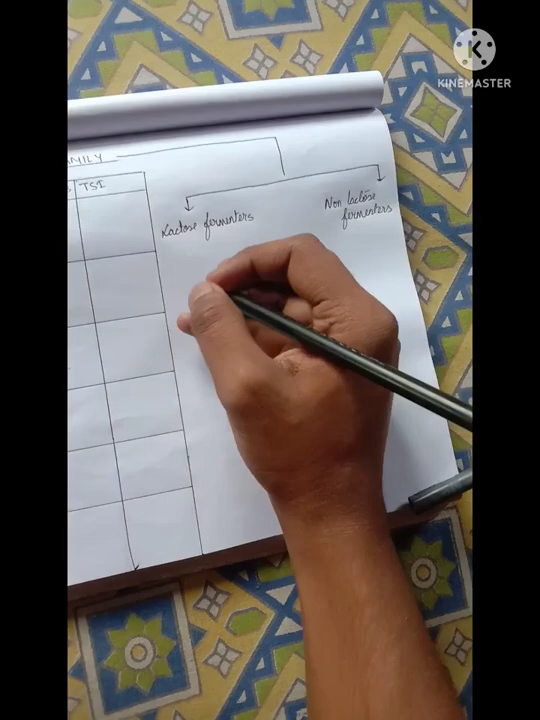 KINEMASTER
AMILY
TSI
Lactose fermenters
Non lactose
fermenters